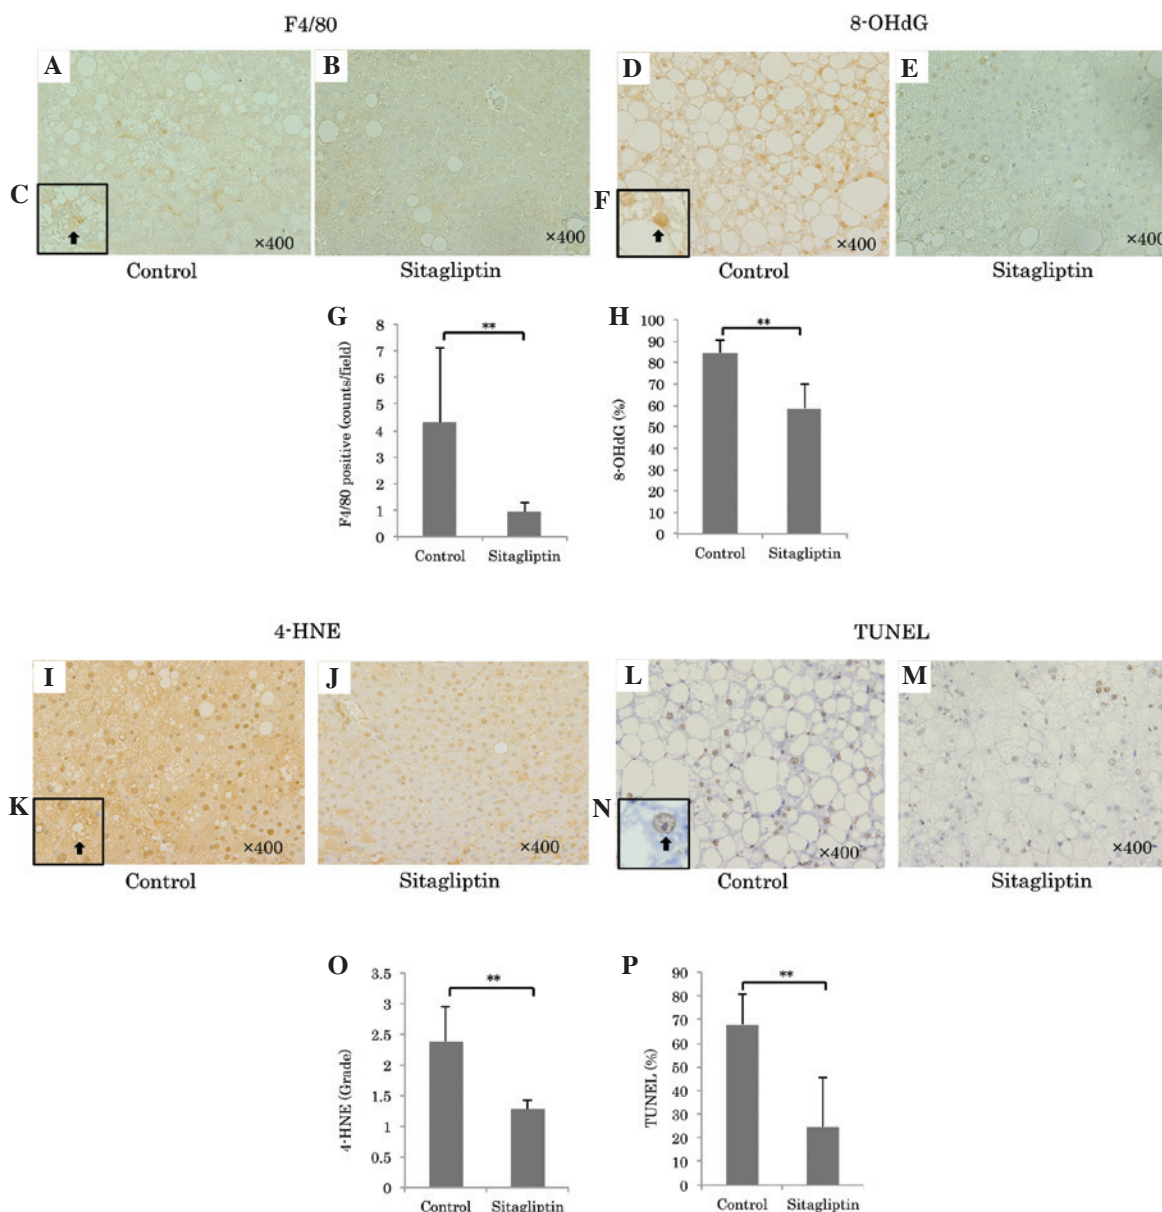 F4/80
8-OHdG
A
B
D
E
C
F
×400
×400
×400
×400
Control
Sitagliptin
Control
Sitagliptin
G
F4/80 positive (counts/field)
8
7
6
5
4
3
2
1
0
**
Control
Sitagliptin
H
8-OHdG (%)
100
90
80
70
60
50
40
30
20
10
0
**
Control
Sitagliptin
4-HNE
TUNEL
I
J
L
M
K
N
×400
×400
×400
×400
Control
Sitagliptin
Control
Sitagliptin
O
4-HNE (Grade)
3.5
3
2.5
2
1.5
1
0.5
0
**
Control
Sitagliptin
P
TUNEL (%)
90
80
70
60
50
40
30
20
10
0
**
Control
Sitagliptin